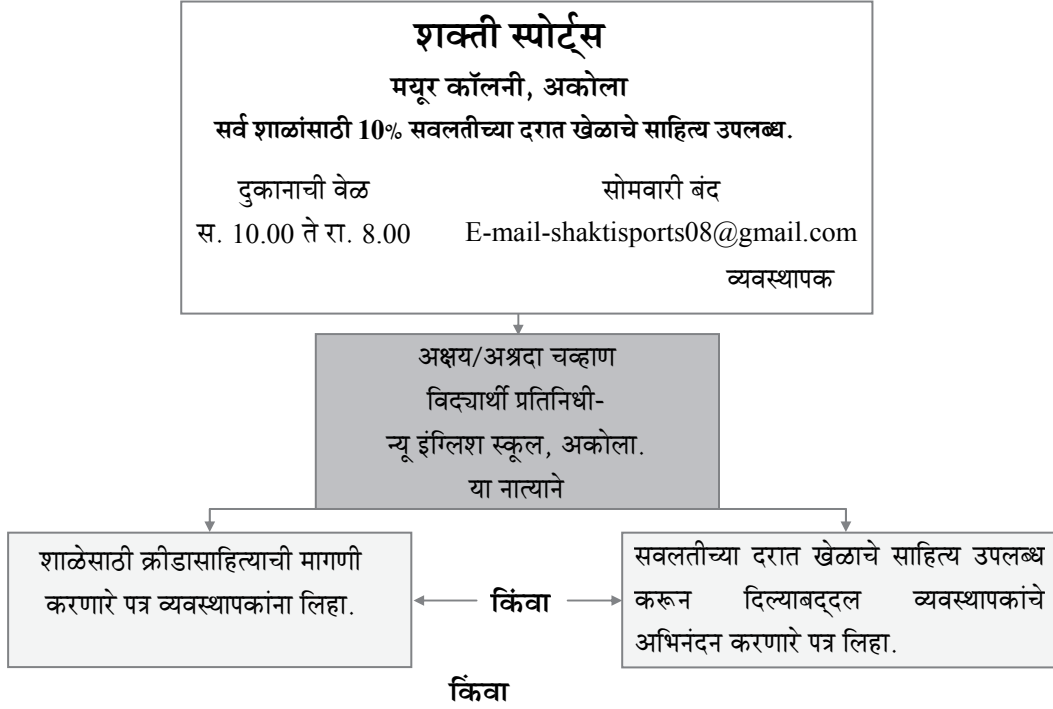 शक्ती स्पोर्ट्स
मयूर कॉलनी, अकोला
सर्व शाळांसाठी 10% सवलतीच्या दरात खेळाचे साहित्य उपलब्ध.
दुकानाची वेळ सोमवारी बंद
स. 10.00 ते रा. 8.00 E-mail-shaktisports08@gmail.com
व्यवस्थापक
अक्षय/अश्रदा चव्हाण
विद्यार्थी प्रतिनिधी-
न्यू इंग्लिश स्कूल, अकोला.
या नात्याने
शाळेसाठी क्रीडासाहित्याची मागणी
करणारे पत्र व्यवस्थापकांना लिहा.
किंवा
सवलतीच्या दरात खेळाचे साहित्य उपलब्ध
करून दिल्याबद्दल व्यवस्थापकांचे
अभिनंदन करणारे पत्र लिहा.
किंवा